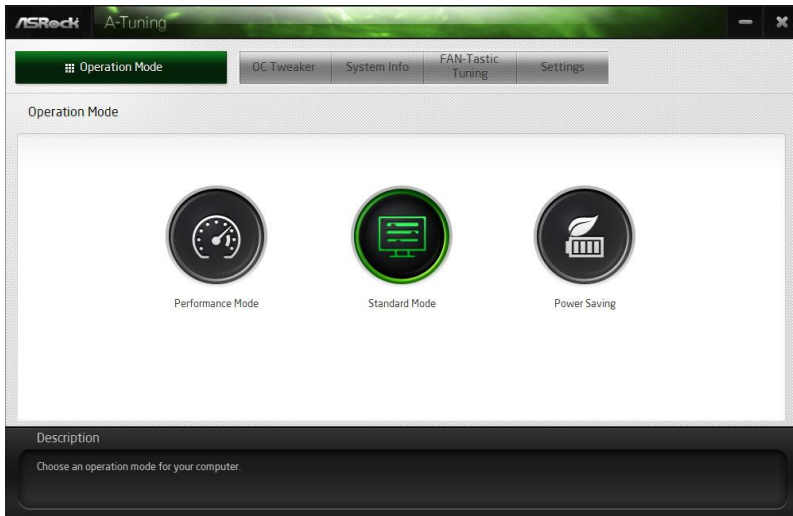 ASRock A-Tuning
Operation Mode OC Tweaker System Info FAN-Tastic Tuning Settings
Operation Mode
Performance Mode Standard Mode Power Saving
Description
Choose an operation mode for your computer.